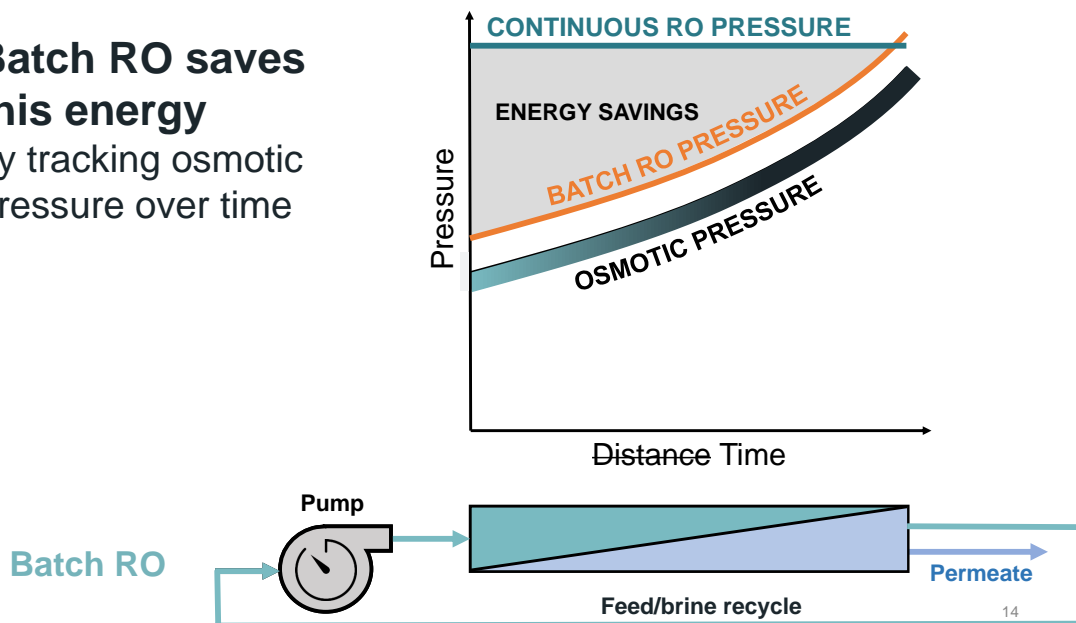 Batch RO saves
his energy
y tracking osmotic
ressure over time
CONTINUOUS RO PRESSURE
ENERGY SAVINGS
BATCH RO PRESSURE
OSMOTIC PRESSURE
Pressure
Distance Time
Pump
Batch RO
Permeate
Feed/brine recycle
14